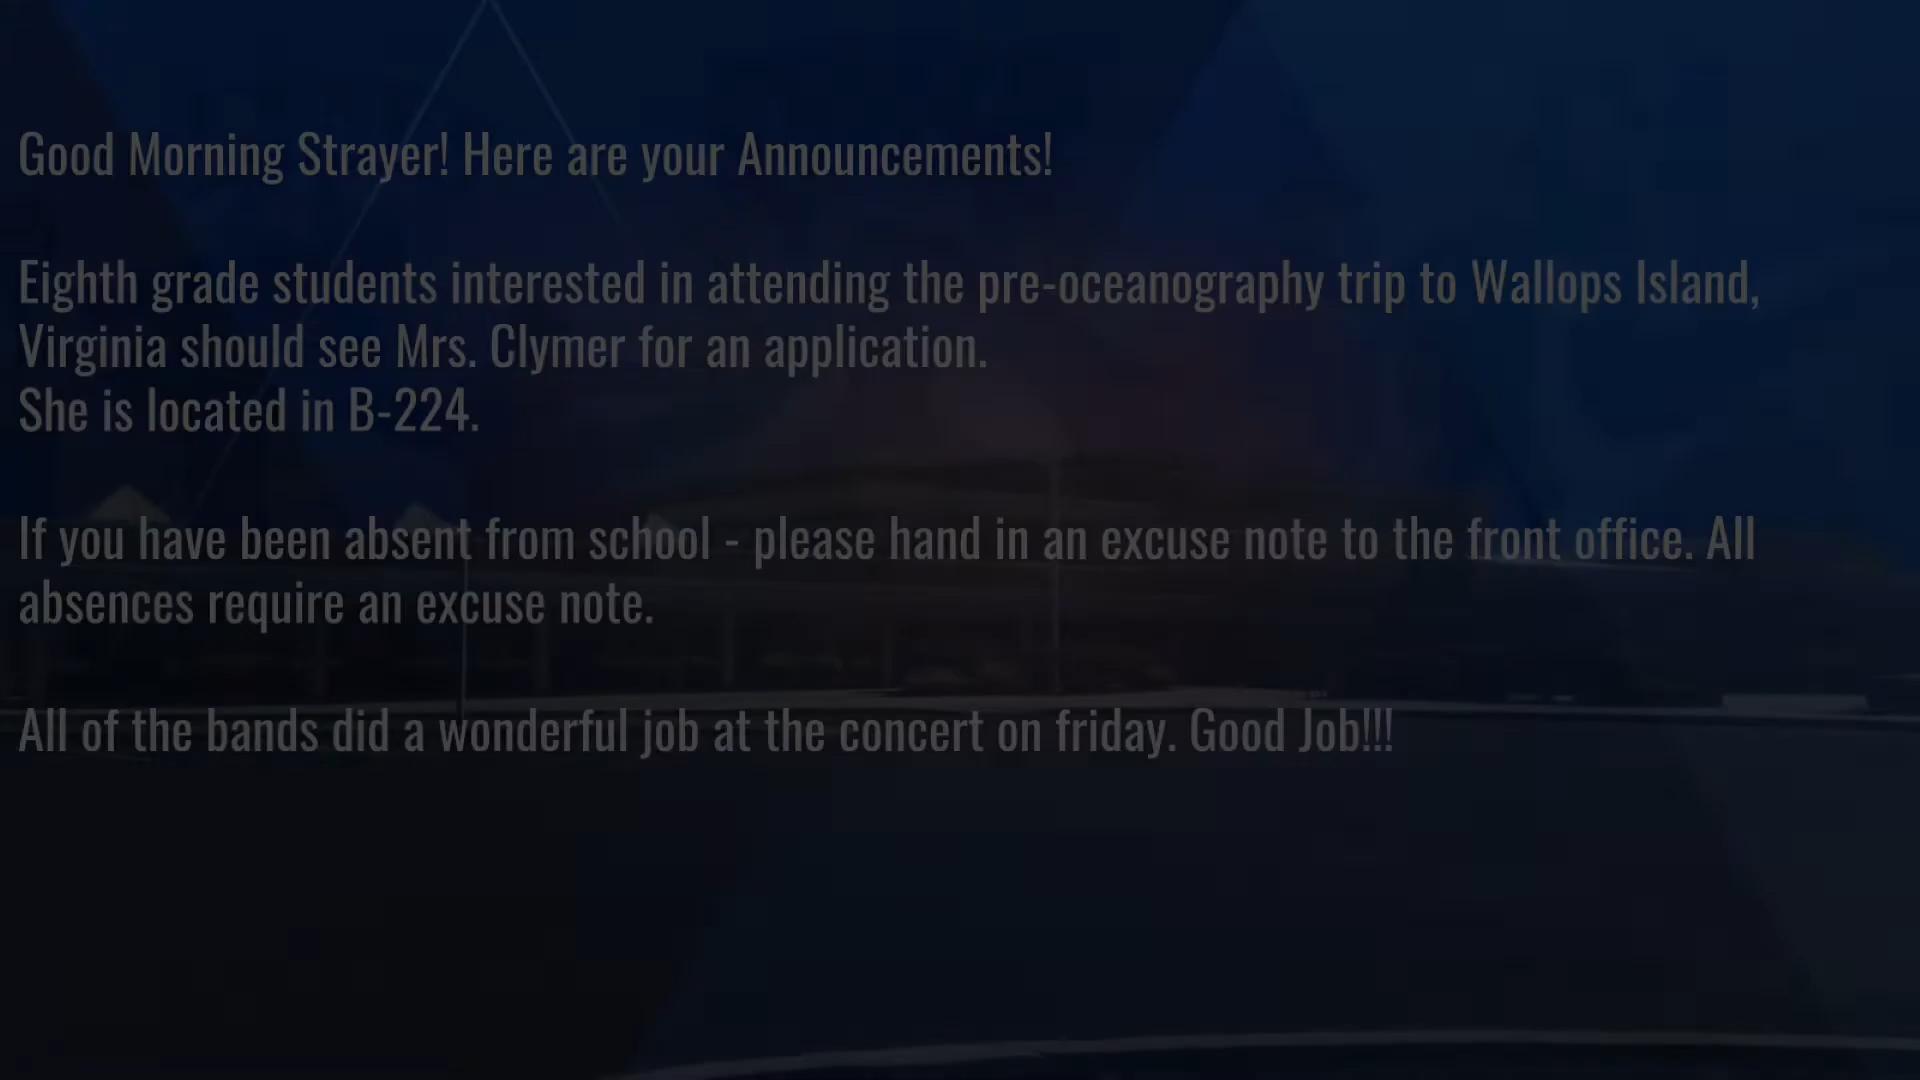 Good Morning Strayer! Here are your Announcements!
Eighth grade students interested in attending the pre-oceanography trip to Wallops Island,
Virginia should see Mrs. Clymer for an application.
She is located in B-224.
If you have been absent from school - please hand in an excuse note to the front office. All
absences require an excuse note.
All of the bands did a wonderful job at the concert on friday. Good Job!!!